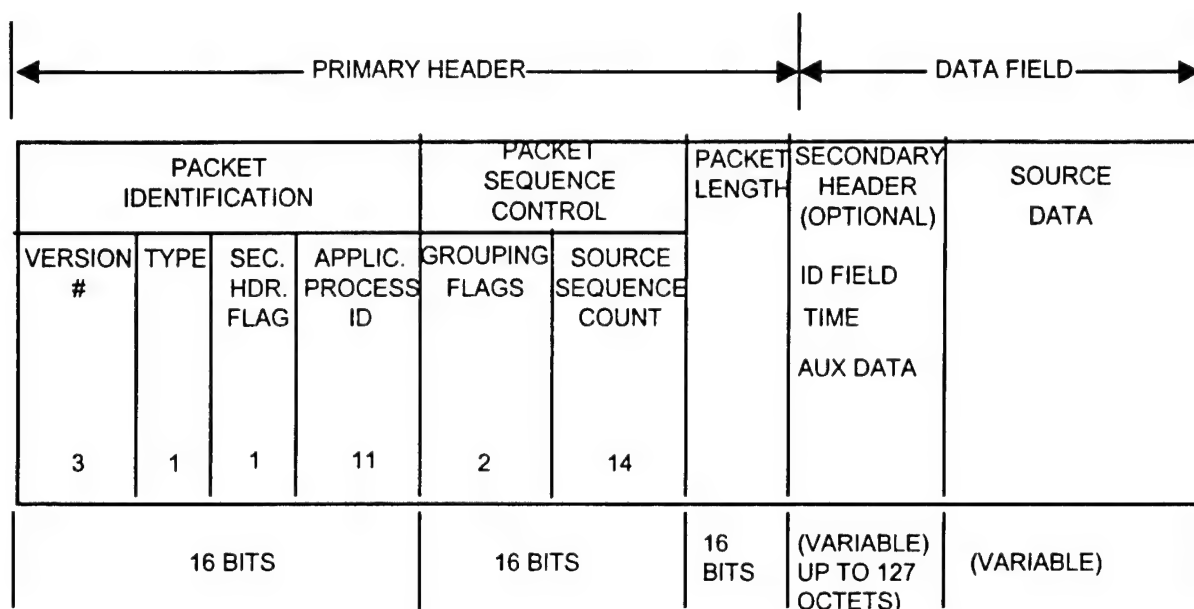 PRIMARY HEADER
DATA FIELD
PACKET
IDENTIFICATION
PACKET
SEQUENCE
CONTROL
PACKET
LENGTH
SECONDARY
HEADER
(OPTIONAL)
ID FIELD
TIME
AUX DATA
SOURCE
DATA
VERSION
#
TYPE
SEC.
HDR.
FLAG
APPLIC.
PROCESS
ID
GROUPING
FLAGS
SOURCE
SEQUENCE
COUNT
3
1
1
11
2
14
16 BITS
16 BITS
16
BITS
(VARIABLE)
UP TO 127
OCTETS)
(VARIABLE)